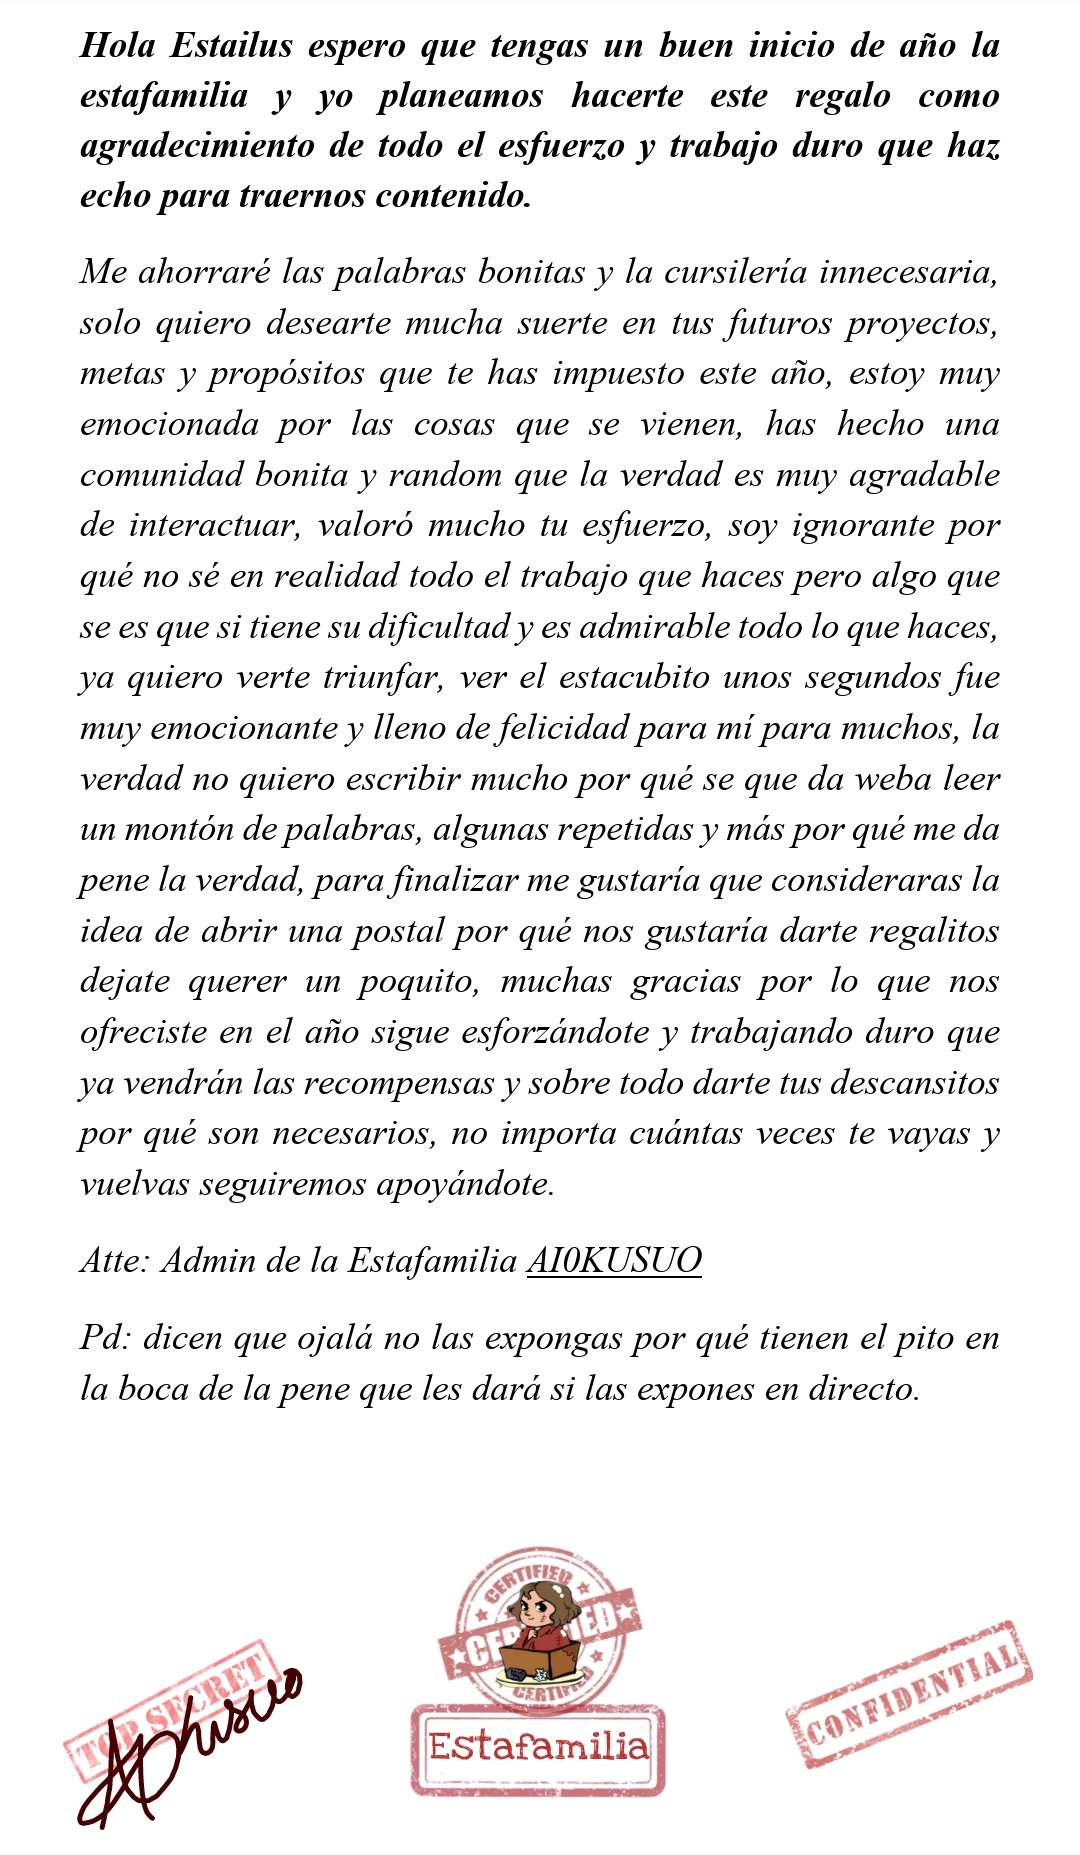 Hola Estailus espero que tengas un buen inicio de año la
estafamilia y yo planeamos hacerte este regalo como
agradecimiento de todo el esfuerzo y trabajo duro que haz
echo para traernos contenido.
Me ahorraré las palabras bonitas y la cursilería innecesaria,
solo quiero desearte mucha suerte en tus futuros proyectos,
metas y propósitos que te has impuesto este año, estoy muy
emocionada por las cosas que se vienen, has hecho una
comunidad bonita y random que la verdad es muy agradable
de interactuar, valoró mucho tu esfuerzo, soy ignorante por
qué no sé en realidad todo el trabajo que haces pero algo que
se es que si tiene su dificultad y es admirable todo lo que haces,
ya quiero verte triunfar, ver el estacubito unos segundos fue
muy emocionante y lleno de felicidad para mí para muchos, la
verdad no quiero escribir mucho por qué se que da weba leer
un montón de palabras, algunas repetidas y más por qué me da
pene la verdad, para finalizar me gustaría que consideraras la
idea de abrir una postal por qué nos gustaría darte regalitos
dejate querer un poquito, muchas gracias por lo que nos
ofreciste en el año sigue esforzándote y trabajando duro que
ya vendrán las recompensas y sobre todo darte tus descansitos
por qué son necesarios, no importa cuántas veces te vayas y
vuelvas seguiremos apoyándote.
Atte: Admin de la Estafamilia AI0KUSUO
Pd: dicen que ojalá no las expongas por qué tienen el pito en
la boca de la pene que les dará si las expones en directo.
CERTIFIED
CERTIFIED
CERTIFIED
Estafamilia
TOP SECRET
CONFIDENTIAL